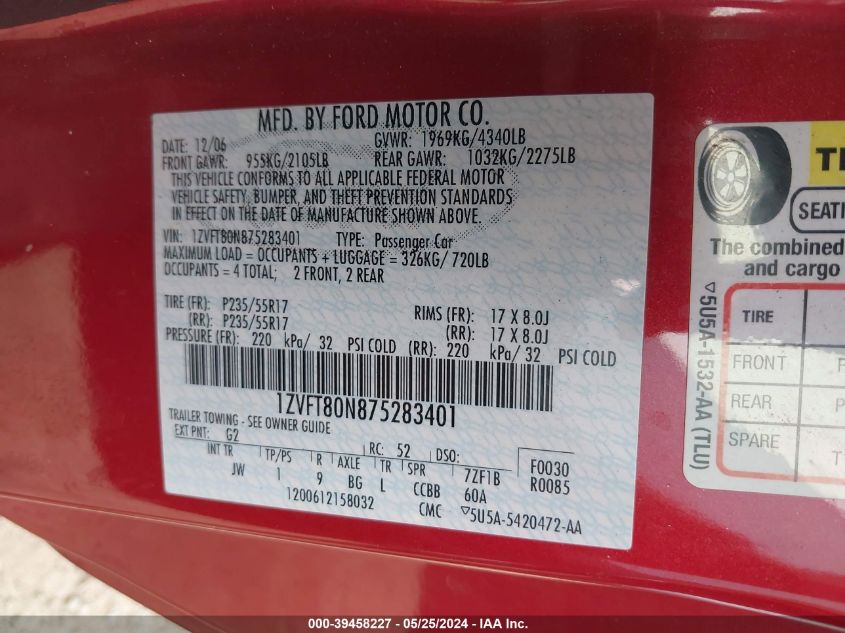 MFD. BY FORD MOTOR CO.
DATE: 12/06 GVWR: 1969KG/4340LB
FRONT GAWR: 955KG/2105LB REAR GAWR: 1032KG/2275LB
THIS VEHICLE CONFORMS TO ALL APPLICABLE FEDERAL MOTOR
VEHICLE SAFETY, BUMPER, AND THEFT PREVENTION STANDARDS
IN EFFECT ON THE DATE OF MANUFACTURE SHOWN ABOVE.
VIN: 1ZVFT80N875283401 TYPE: Passenger Car
MAXIMUM LOAD = OCCUPANTS + LUGGAGE = 326KG/720LB
OCCUPANTS = 4 TOTAL; 2 FRONT, 2 REAR
TIRE (FR): P235/55R17 RIMS (FR): 17 X 8.0J
(RR): P235/55R17 (RR): 17 X 8.0J
PRESSURE (FR): 220 kPa/ 32 PSI COLD (RR): 220 kPa/ 32 PSI COLD
1ZVFT80N875283401
TRAILER TOWING - SEE OWNER GUIDE
EXT PNT: G2 RC: 52 DSO: F0030
INT TR TP/PS R AXLE TR SPR 7ZF1B R0085
JW 1 9 BG L CCBB 60A
1200612158032 CMC ▽5U5A-5420472-AA
SEATI
The combined
and cargo
TIRE
FRONT
REAR
SPARE
▽5U5A-1532-AA (TLU)
000-39458227 - 05/25/2024 - IAA Inc.